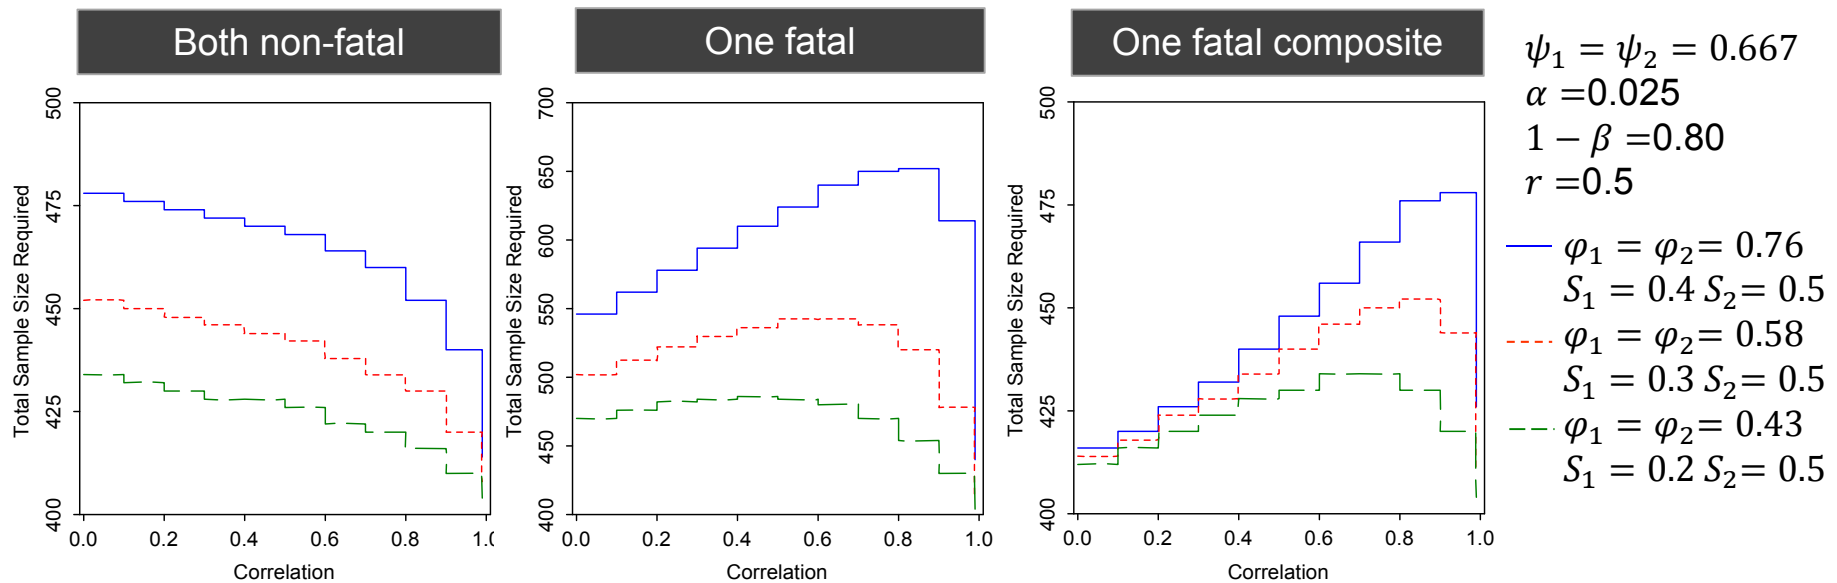 Both non-fatal
One fatal
One fatal composite
Total Sample Size Required
500
475
450
425
400
0.0 0.2 0.4 0.6 0.8 1.0
Correlation
Total Sample Size Required
700
650
600
550
500
450
400
0.0 0.2 0.4 0.6 0.8 1.0
Correlation
Total Sample Size Required
500
475
450
425
400
0.0 0.2 0.4 0.6 0.8 1.0
Correlation
ψ₁ = ψ₂ = 0.667
α =0.025
1 − β =0.80
r =0.5
φ₁ = φ₂= 0.76
S₁ = 0.4 S₂= 0.5
φ₁ = φ₂= 0.58
S₁ = 0.3 S₂= 0.5
φ₁ = φ₂= 0.43
S₁ = 0.2 S₂= 0.5